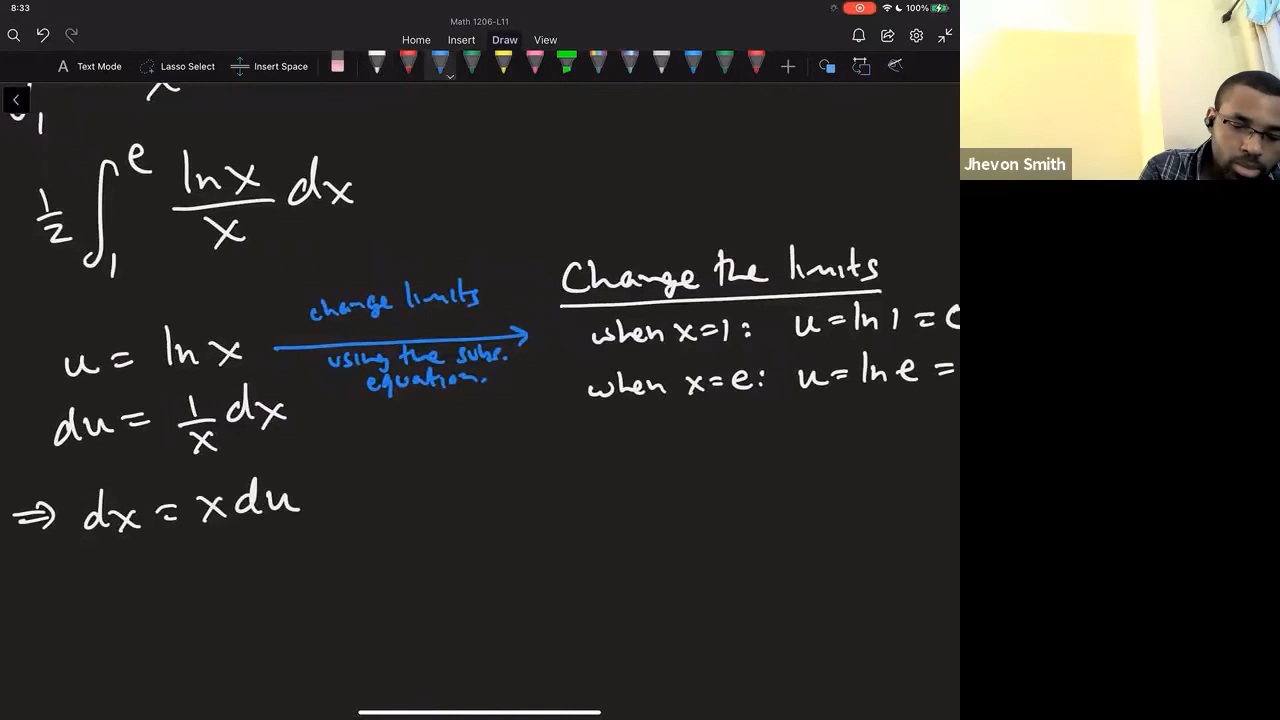 8:33
Math 1206-L11
100%
Home Insert Draw View
Text Mode Lasso Select Insert Space
1 x
1/2 ∫₁ᵉ ln x / x dx
Jhevon Smith
Change the limits
change limits
when x=1: u = ln 1 =
u = ln x
using the subs.
equation.
when x=e: u = ln e =
du = 1/x dx
⇒ dx = x du